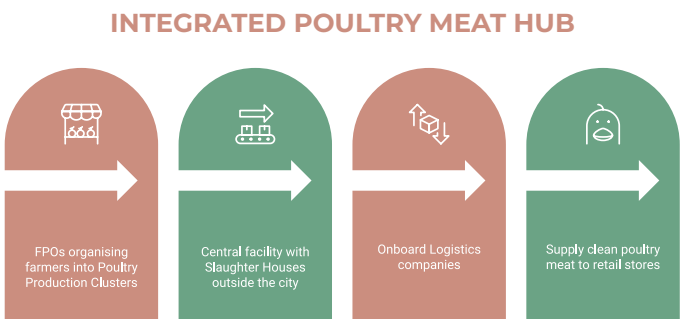 INTEGRATED POULTRY MEAT HUB
FPOs organising
farmers into Poultry
Production Clusters
Central facility with
Slaughter Houses
outside the city
Onboard Logistics
companies
Supply clean poultry
meat to retail stores